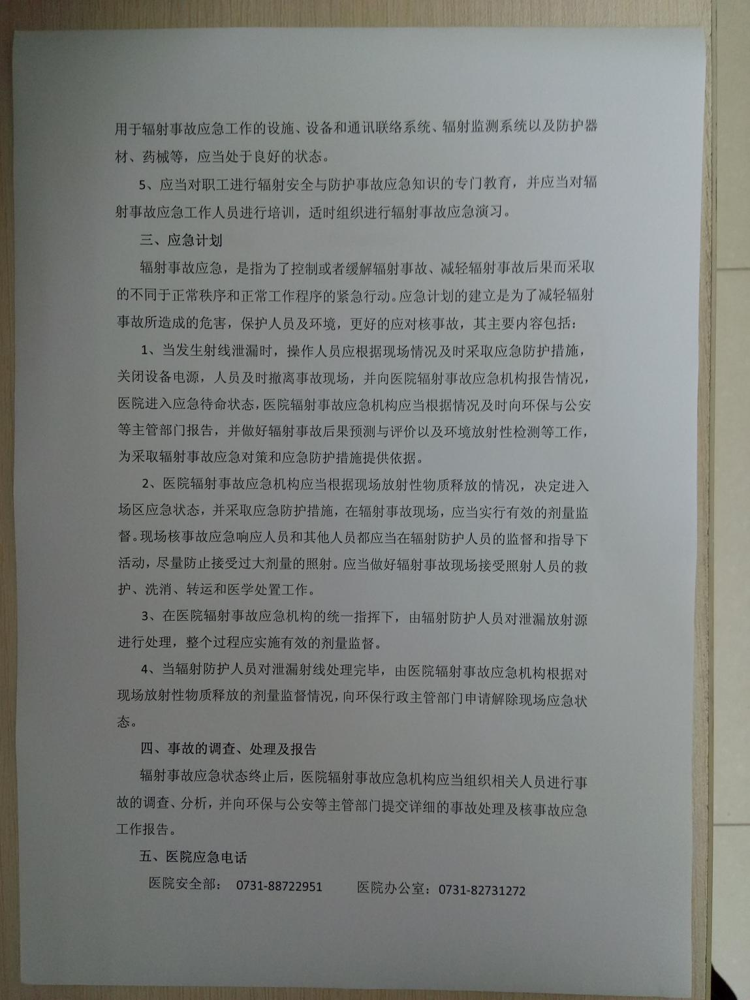 用于辐射事故应急工作的设施、设备和通讯联络系统、辐射监测系统以及防护器
材、药械等，应当处于良好的状态。
5、应当对职工进行辐射安全与防护事故应急知识的专门教育，并应当对辐
射事故应急工作人员进行培训，适时组织进行辐射事故应急演习。
三、应急计划
辐射事故应急，是指为了控制或者缓解辐射事故、减轻辐射事故后果而采取
的不同于正常秩序和正常工作程序的紧急行动。应急计划的建立是为了减轻辐射
事故所造成的危害，保护人员及环境，更好的应对核事故，其主要内容包括：
1、当发生射线泄漏时，操作人员应根据现场情况及时采取应急防护措施，
关闭设备电源，人员及时撤离事故现场，并向医院辐射事故应急机构报告情况，
医院进入应急待命状态，医院辐射事故应急机构应当根据情况及时向环保与公安
等主管部门报告，并做好辐射事故后果预测与评价以及环境放射性检测等工作，
为采取辐射事故应急对策和应急防护措施提供依据。
2、医院辐射事故应急机构应当根据现场放射性物质释放的情况，决定进入
场区应急状态，并采取应急防护措施，在辐射事故现场，应当实行有效的剂量监
督。现场核事故应急响应人员和其他人员都应当在辐射防护人员的监督和指导下
活动，尽量防止接受过大剂量的照射。应当做好辐射事故现场接受照射人员的救
护、洗消、转运和医学处置工作。
3、在医院辐射事故应急机构的统一指挥下，由辐射防护人员对泄漏放射源
进行处理，整个过程应实施有效的剂量监督。
4、当辐射防护人员对泄漏射线处理完毕，由医院辐射事故应急机构根据对
现场放射性物质释放的剂量监督情况，向环保行政主管部门申请解除现场应急状
态。
四、事故的调查、处理及报告
辐射事故应急状态终止后，医院辐射事故应急机构应当组织相关人员进行事
故的调查、分析，并向环保与公安等主管部门提交详细的事故处理及核事故应急
工作报告。
五、医院应急电话
医院安全部： 0731-88722951 医院办公室：0731-82731272